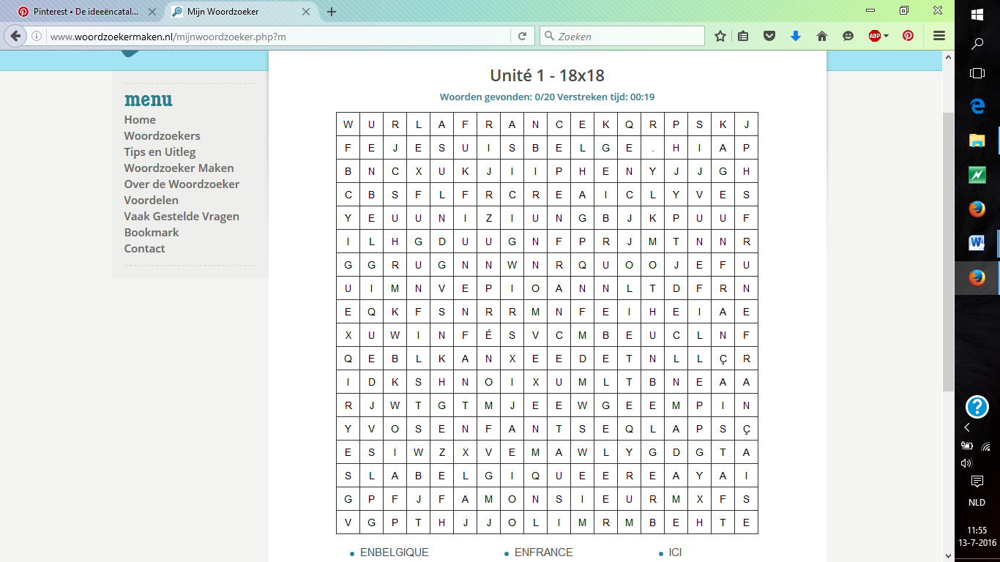 Pinterest • De ideeëncatal...
Mijn Woordzoeker
www.woordzoekermaken.nl/mijnwoordzoeker.php?m
Zoeken
ABP
menu
Home
Woordzoekers
Tips en Uitleg
Woordzoeker Maken
Over de Woordzoeker
Voordelen
Vaak Gestelde Vragen
Bookmark
Contact
Unité 1 - 18x18
Woorden gevonden: 0/20 Verstreken tijd: 00:19
W U R L A F R A N C E K Q R P S K J
F E J E S U I S B E L G E . H I A P
B N C X U K J I I P H E N Y J J G H
C B S F L F R C R E A I C L Y V E S
Y E U U N I Z I U N G B J K P U U F
I L H G D U U G N F P R J M T N N R
G G R U G N N W N R Q U O O J E F U
U I M N V E P I O A N N L T D F R N
E Q K F S N R R M N F E I H E I A E
X U W I N F É S V C M B E U C L N F
Q E B L K A N X E E D E T N L L Ç R
I D K S H N O I X U M L T B N E A A
R J W T G T M J E E W G E E M P I N
Y V O S E N F A N T S E Q L A P S Ç
E S I W Z X V E M A W L Y G D G T A
S L A B E L G I Q U E E R E A Y A I
G P F J F A M O N S I E U R M X F S
V G P T H J J O L I M R M B E H T E
• ENBELGIQUE • ENFRANCE • ICI
NLD
11:55
13-7-2016